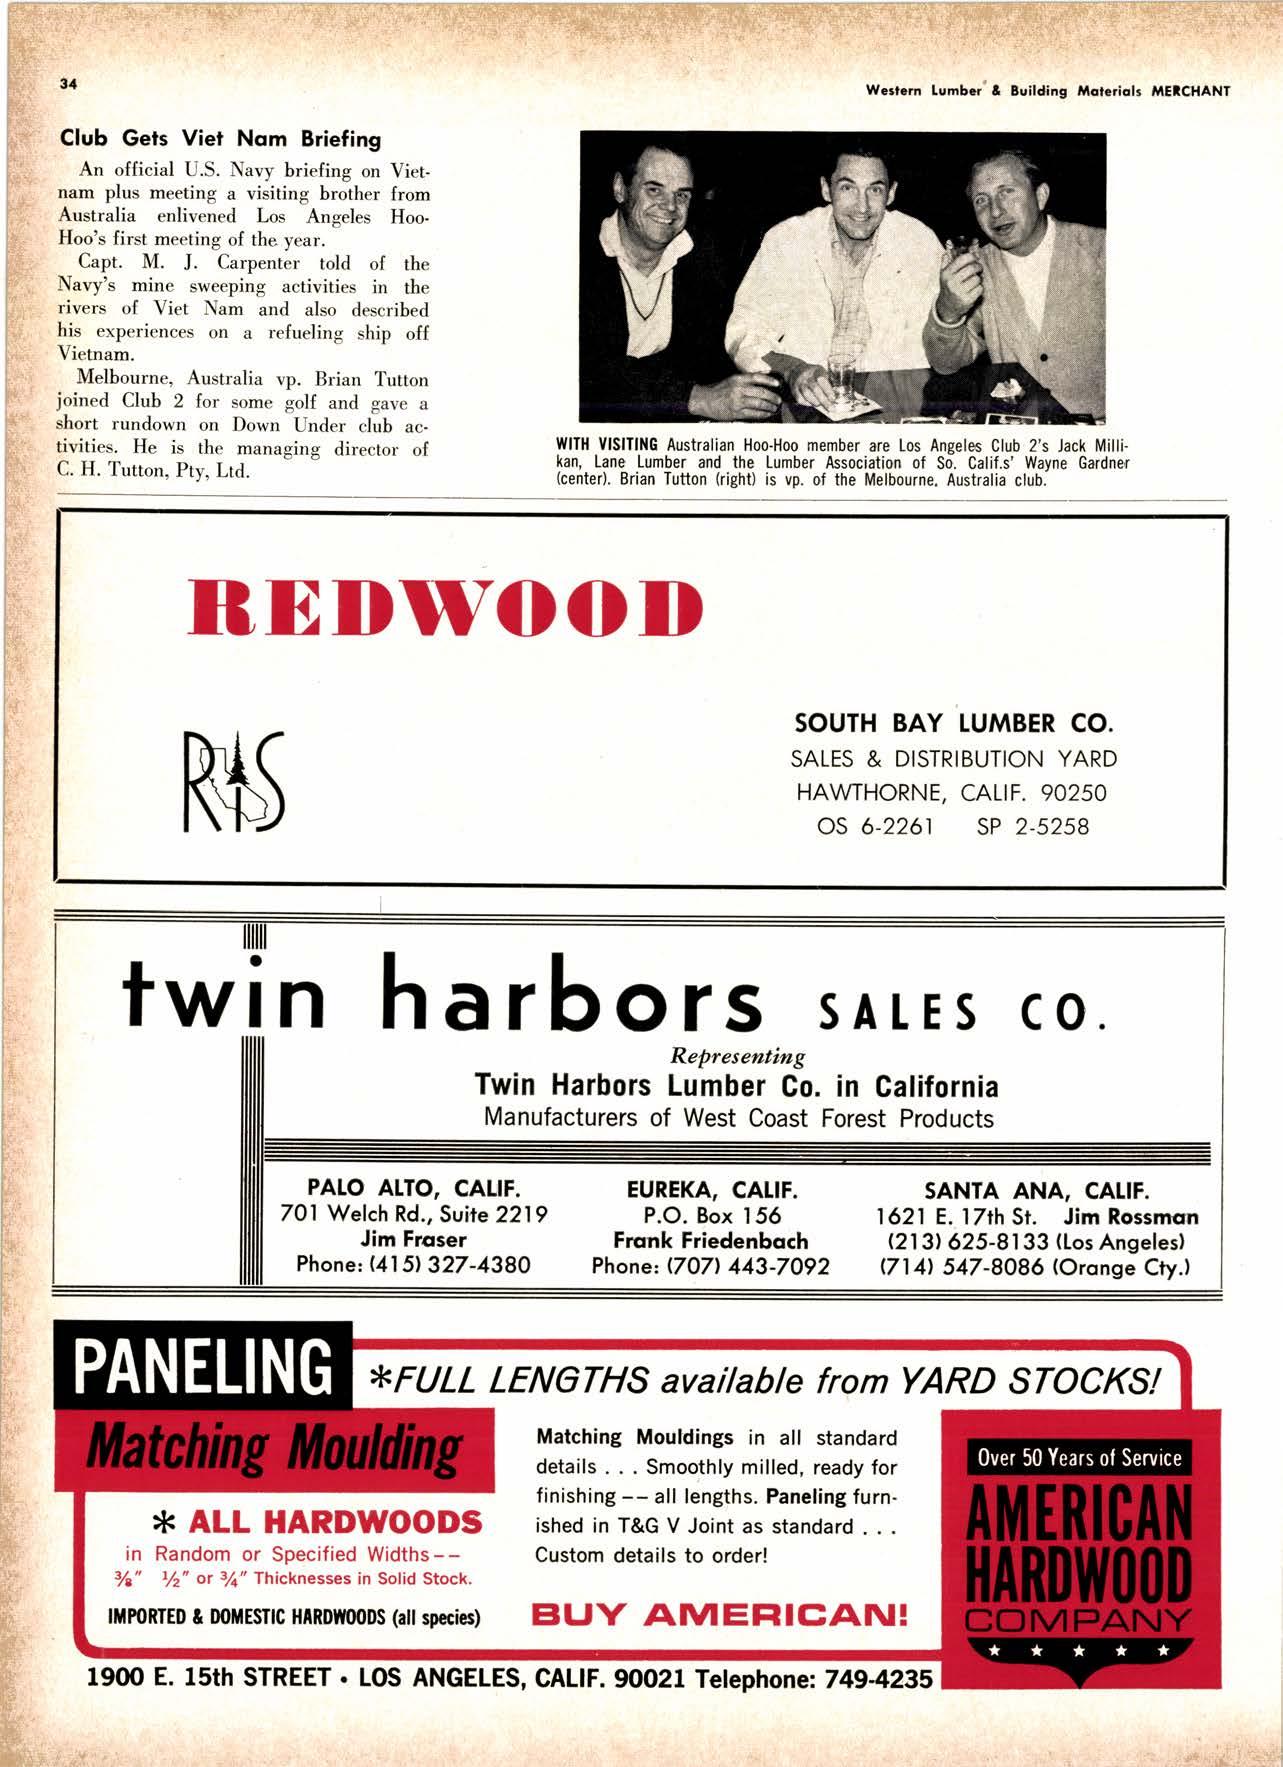 34
Western Lumber & Building Materials MERCHANT
Club Gets Viet Nam Briefing
An official U.S. Navy briefing on Viet-
nam plus meeting a visiting brother from
Australia enlivened Los Angeles Hoo-
Hoo's first meeting of the year.
Capt. M. J. Carpenter told of the
Navy's mine sweeping activities in the
rivers of Viet Nam and also described
his experiences on a refueling ship off
Vietnam.
Melbourne, Australia vp. Brian Tutton
joined Club 2 for some golf and gave a
short rundown on Down Under club ac-
tivities. He is the managing director of
C. H. Tutton, Pty, Ltd.
WITH VISITING Australian Hoo-Hoo member are Los Angeles Club 2's Jack Milli-
kan, Lane Lumber and the Lumber Association of So. Calif.s' Wayne Gardner
(center). Brian Tutton (right) is vp. of the Melbourne, Australia club.
REDWOOD
RIS
SOUTH BAY LUMBER CO.
SALES & DISTRIBUTION YARD
HAWTHORNE, CALIF. 90250
OS 6-2261 SP 2-5258
twin harbors SALES CO.
Representing
Twin Harbors Lumber Co. in California
Manufacturers of West Coast Forest Products
PALO ALTO, CALIF.
701 Welch Rd., Suite 2219
Jim Fraser
Phone: (415) 327-4380
EUREKA, CALIF.
P.O. Box 156
Frank Friedenbach
Phone: (707) 443-7092
SANTA ANA, CALIF.
1621 E. 17th St. Jim Rossman
(213) 625-8133 (Los Angeles)
(714) 547-8086 (Orange Cty.)
PANELING
*FULL LENGTHS available from YARD STOCKS!
Matching Moulding
* ALL HARDWOODS
in Random or Specified Widths--
3/8" 1/2" or 3/4" Thicknesses in Solid Stock.
IMPORTED & DOMESTIC HARDWOODS (all species)
Matching Mouldings in all standard
details . . . Smoothly milled, ready for
finishing -- all lengths. Paneling furn-
ished in T&G V Joint as standard . . .
Custom details to order!
BUY AMERICAN!
Over 50 Years of Service
AMERICAN
HARDWOOD
COMPANY
1900 E. 15th STREET • LOS ANGELES, CALIF. 90021 Telephone: 749-4235